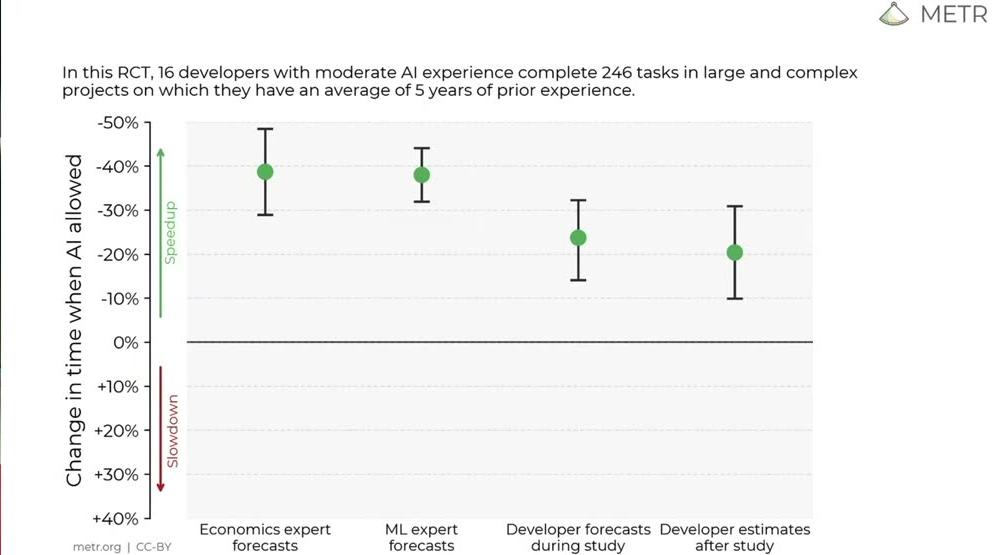 METR
In this RCT, 16 developers with moderate AI experience complete 246 tasks in large and complex
projects on which they have an average of 5 years of prior experience.
Change in time when AI allowed
-50%
-40%
-30%
-20%
-10%
0%
+10%
+20%
+30%
+40%
Speedup
Slowdown
Economics expert
forecasts
ML expert
forecasts
Developer forecasts
during study
Developer estimates
after study
metr.org | CC-BY